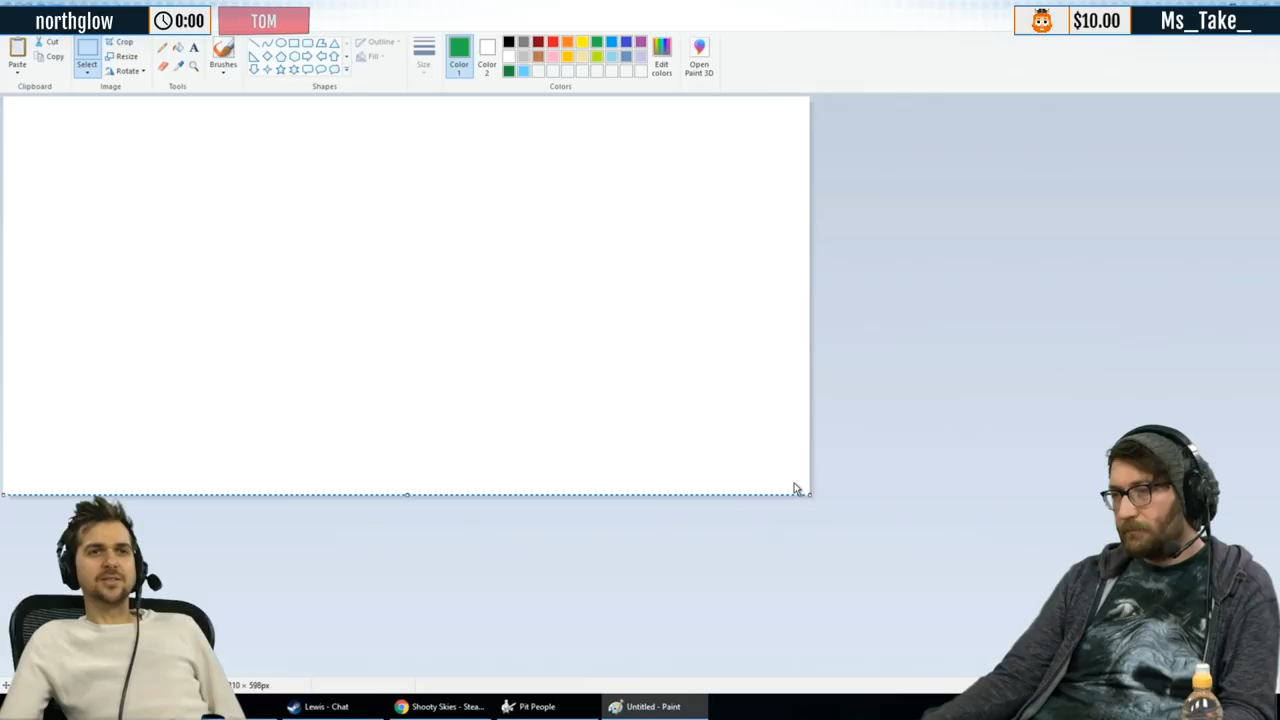 northglow 0:00 TOM $10.00 Ms_Take_
Cut Crop Outline
Paste Copy Select Resize Brushes Fill Size Color 1 Color 2 Edit colors Open Paint 3D
Rotate
Clipboard Image Tools Shapes Colors
10 × 598px
Lewis - Chat Shooty Skies - Stea... Pit People Untitled - Paint